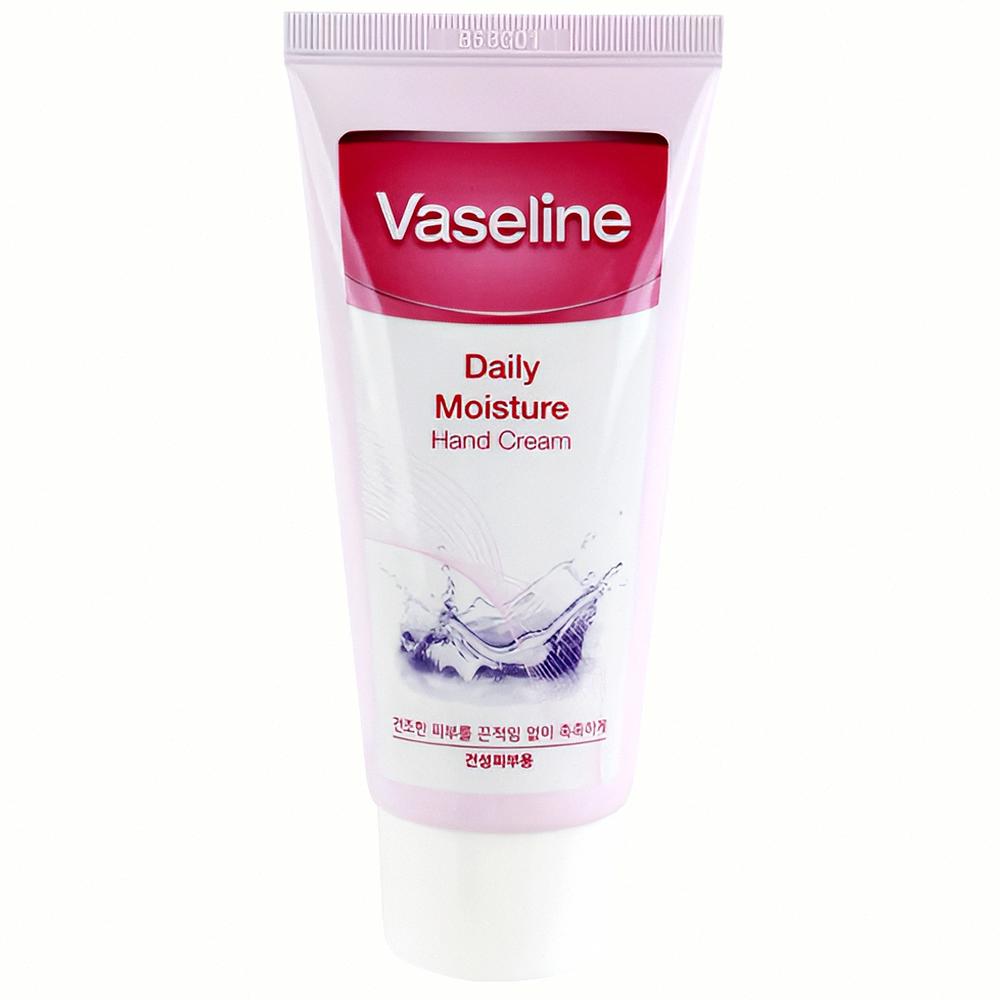 Vaseline
Daily
Moisture
Hand Cream
건조한 피부를 끈적임 없이 촉촉하게
건성피부용